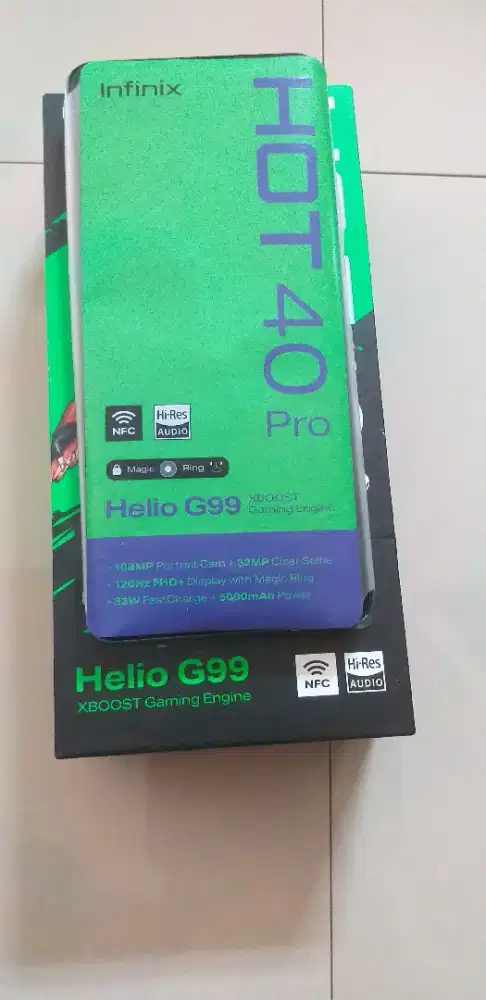 Infinix
HOT 40
Pro
NFC
Hi-Res
AUDIO
Magic Ring
Helio G99 XBOOST
Gaming Engine
• 108MP Portrait Cam + 32MP Clear Selfie
• 120Hz FHD+ Display with Magic Ring
• 33W FastCharge + 5000mAh Power
Helio G99
XBOOST Gaming Engine
NFC
Hi-Res
AUDIO